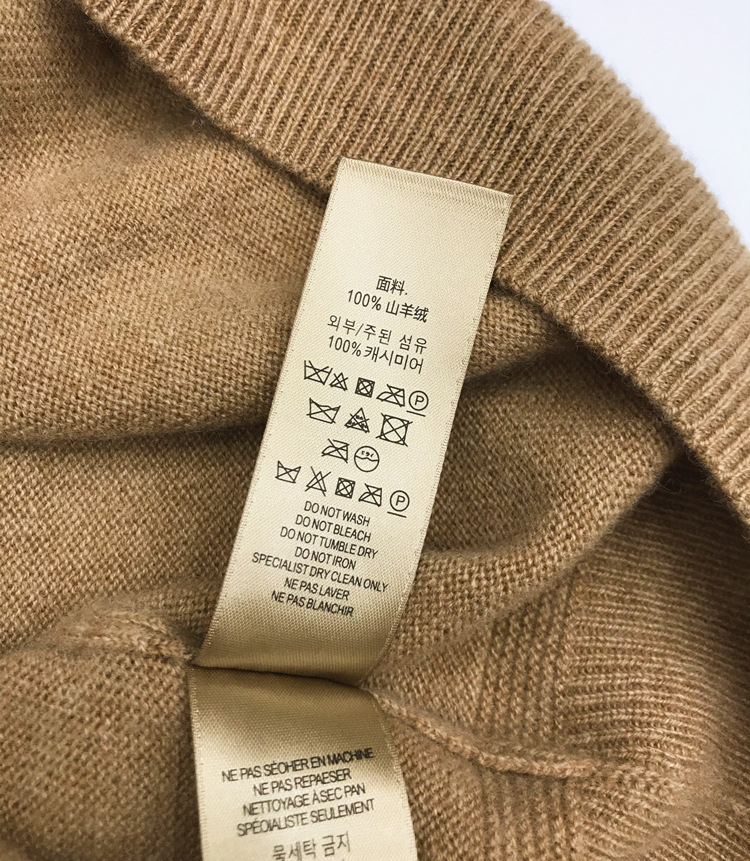 面料.
100% 山羊绒
외부/주된 섬유
100% 캐시미어
P
P
DO NOT WASH
DO NOT BLEACH
DO NOT TUMBLE DRY
DO NOT IRON
SPECIALIST DRY CLEAN ONLY
NE PAS LAVER
NE PAS BLANCHIR
NE PAS SÈOHER EN MACHINE
NE PAS REPAESER
NETTOYAGE ÀSEC PAN
SPÉOIALISTE SEULEMENT
물세탁 금지